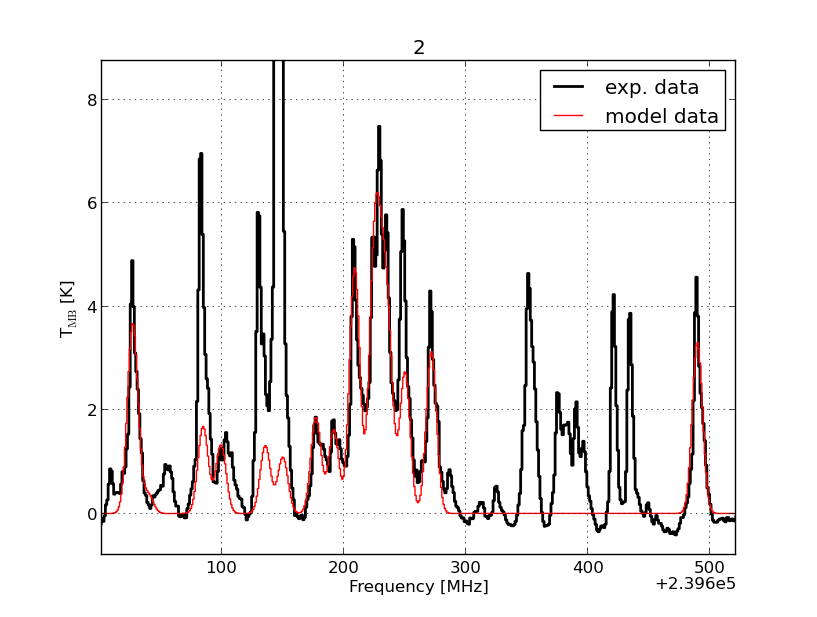 2
exp. data
model data
8
6
4
2
0
T_MB [K]
100
200
300
400
500
+2.396e5
Frequency [MHz]